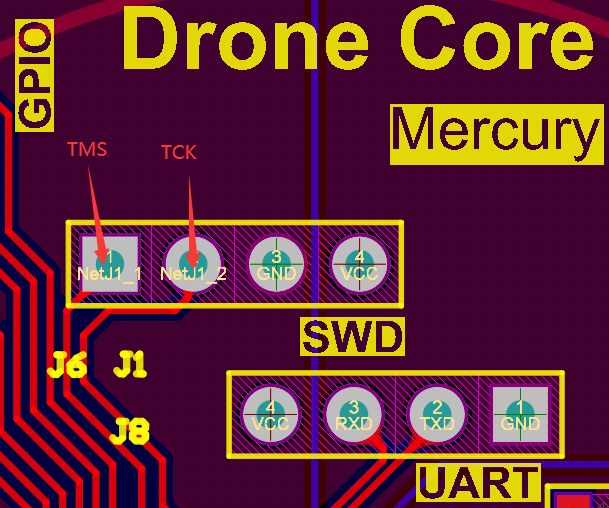 Drone Core
GPIO
Mercury
TMS
TCK
1
NetJ1_1
NetJ1_2
3
GND
4
VCC
SWD
J6
J1
J8
4
VCC
3
RXD
2
TXD
1
GND
UART